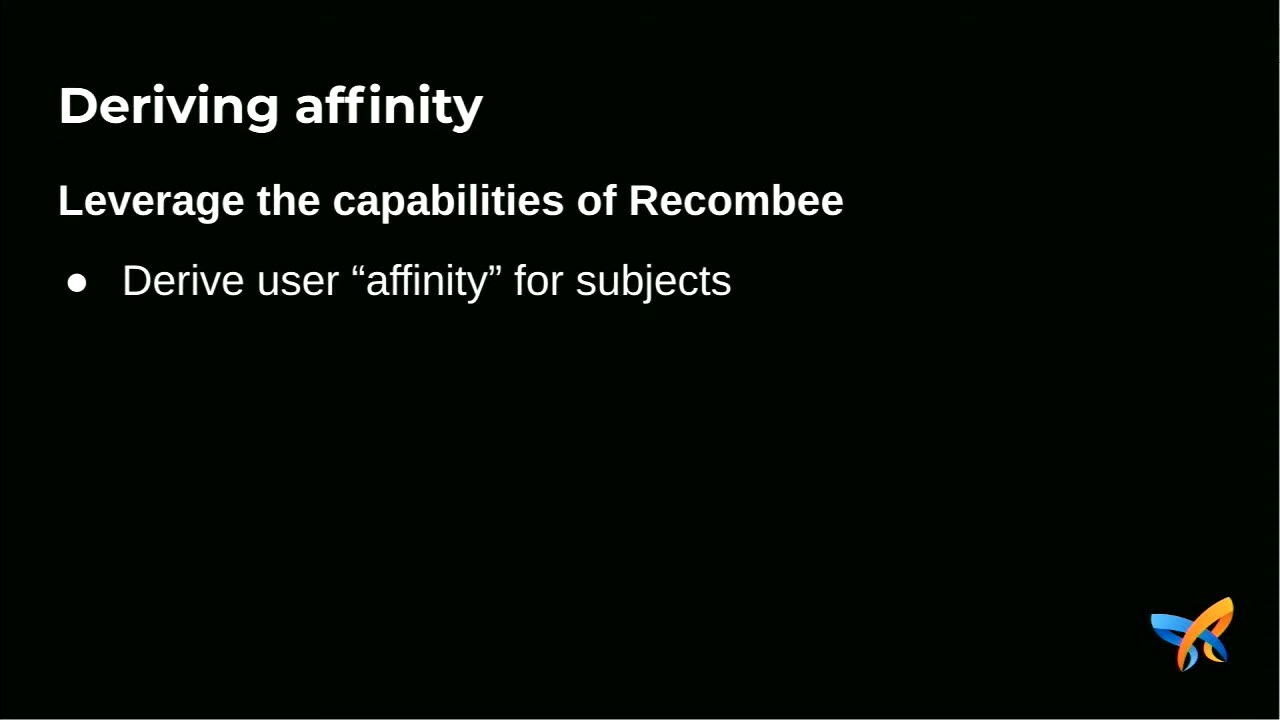 Deriving affinity
Leverage the capabilities of Recombee
● Derive user “affinity” for subjects